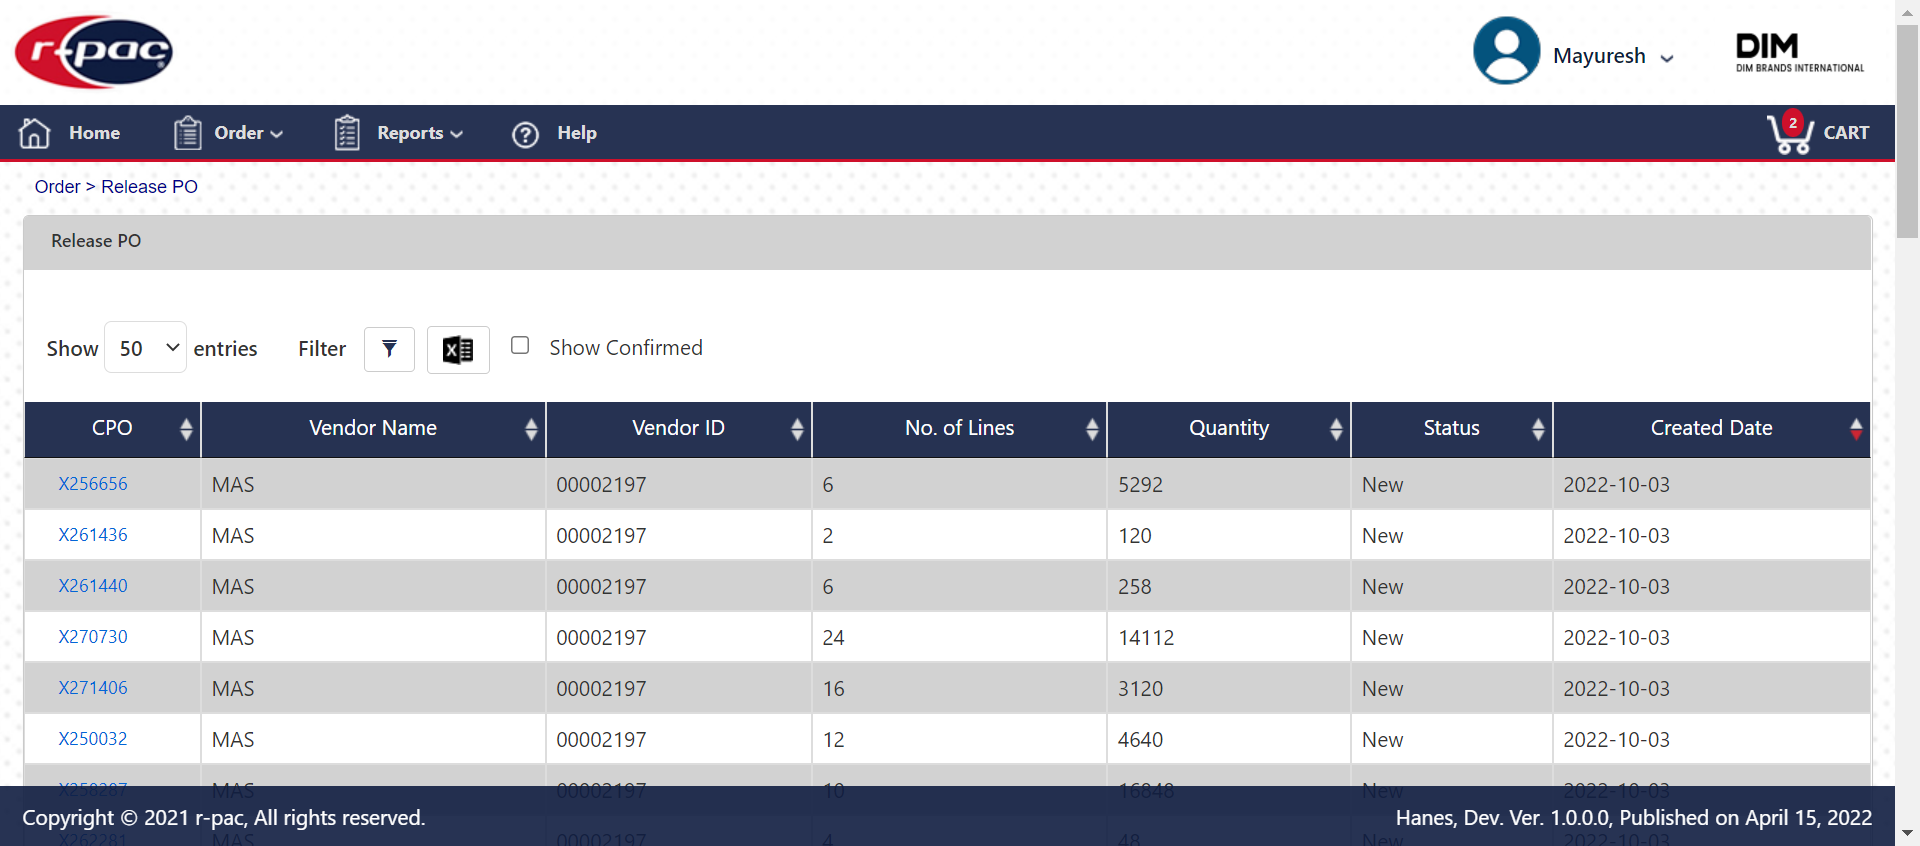 r-pac
Mayuresh
DIM
DIM BRANDS INTERNATIONAL
Home Order Reports Help 2 CART
Order > Release PO
Release PO
Show 50 entries Filter Show Confirmed
CPO Vendor Name Vendor ID No. of Lines Quantity Status Created Date
X256656 MAS 00002197 6 5292 New 2022-10-03
X261436 MAS 00002197 2 120 New 2022-10-03
X261440 MAS 00002197 6 258 New 2022-10-03
X270730 MAS 00002197 24 14112 New 2022-10-03
X271406 MAS 00002197 16 3120 New 2022-10-03
X250032 MAS 00002197 12 4640 New 2022-10-03
X258287 MAS 00002197 10 16848 New 2022-10-03
Copyright © 2021 r-pac, All rights reserved. Hanes, Dev. Ver. 1.0.0.0, Published on April 15, 2022
X262281 MAS 00002197 4 48 New 2022-10-03